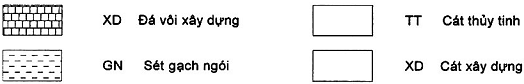 XD Đá vôi xây dựng
TT Cát thủy tinh
GN Sét gạch ngói
XD Cát xây dựng